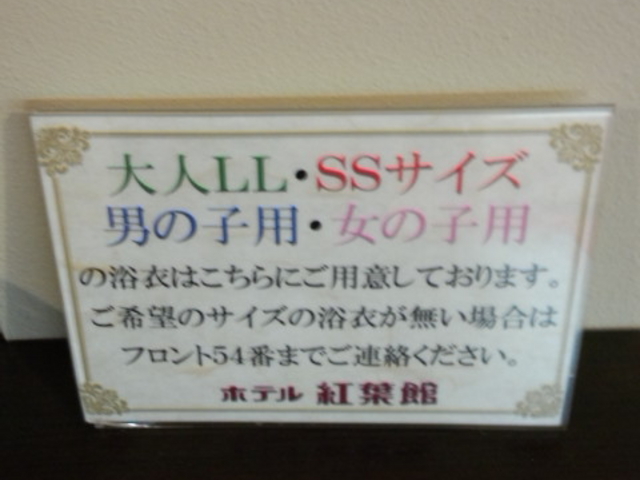 大人LL・SSサイズ
男の子用・女の子用
の浴衣はこちらにご用意しております。
ご希望のサイズの浴衣が無い場合は
フロント54番までご連絡ください。
ホテル 紅葉館